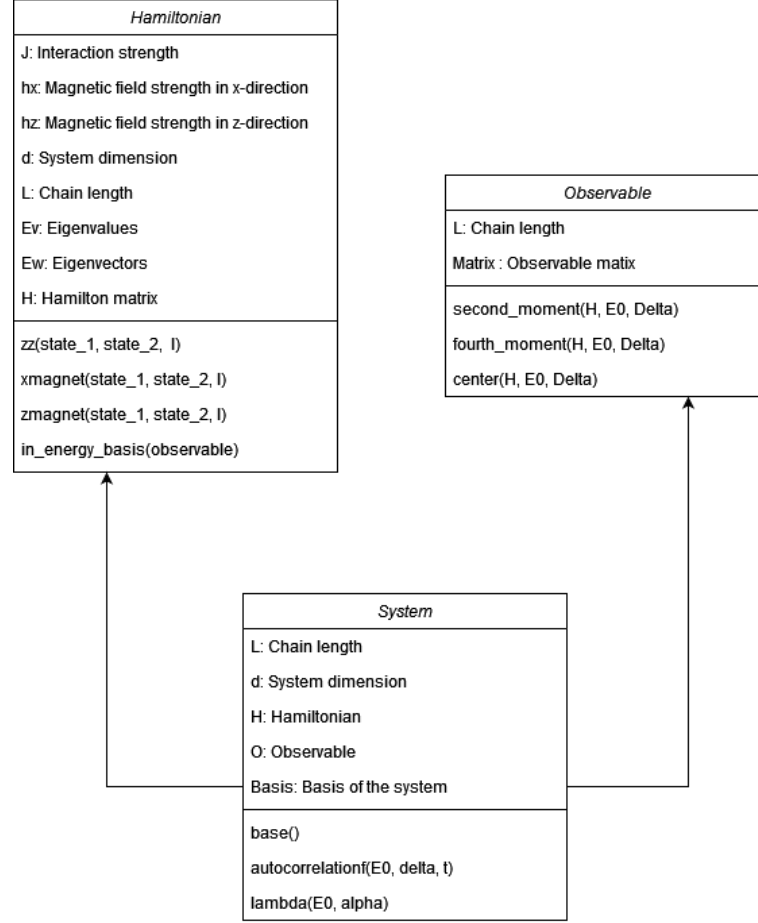 Hamiltonian
J: Interaction strength
hx: Magnetic field strength in x-direction
hz: Magnetic field strength in z-direction
d: System dimension
L: Chain length
Ev: Eigenvalues
Ew: Eigenvectors
H: Hamilton matrix
zz(state_1, state_2, l)
xmagnet(state_1, state_2, l)
zmagnet(state_1, state_2, l)
in_energy_basis(observable)
Observable
L: Chain length
Matrix : Observable matix
second_moment(H, E0, Delta)
fourth_moment(H, E0, Delta)
center(H, E0, Delta)
System
L: Chain length
d: System dimension
H: Hamiltonian
O: Observable
Basis: Basis of the system
base()
autocorrelationf(E0, delta, t)
lambda(E0, alpha)